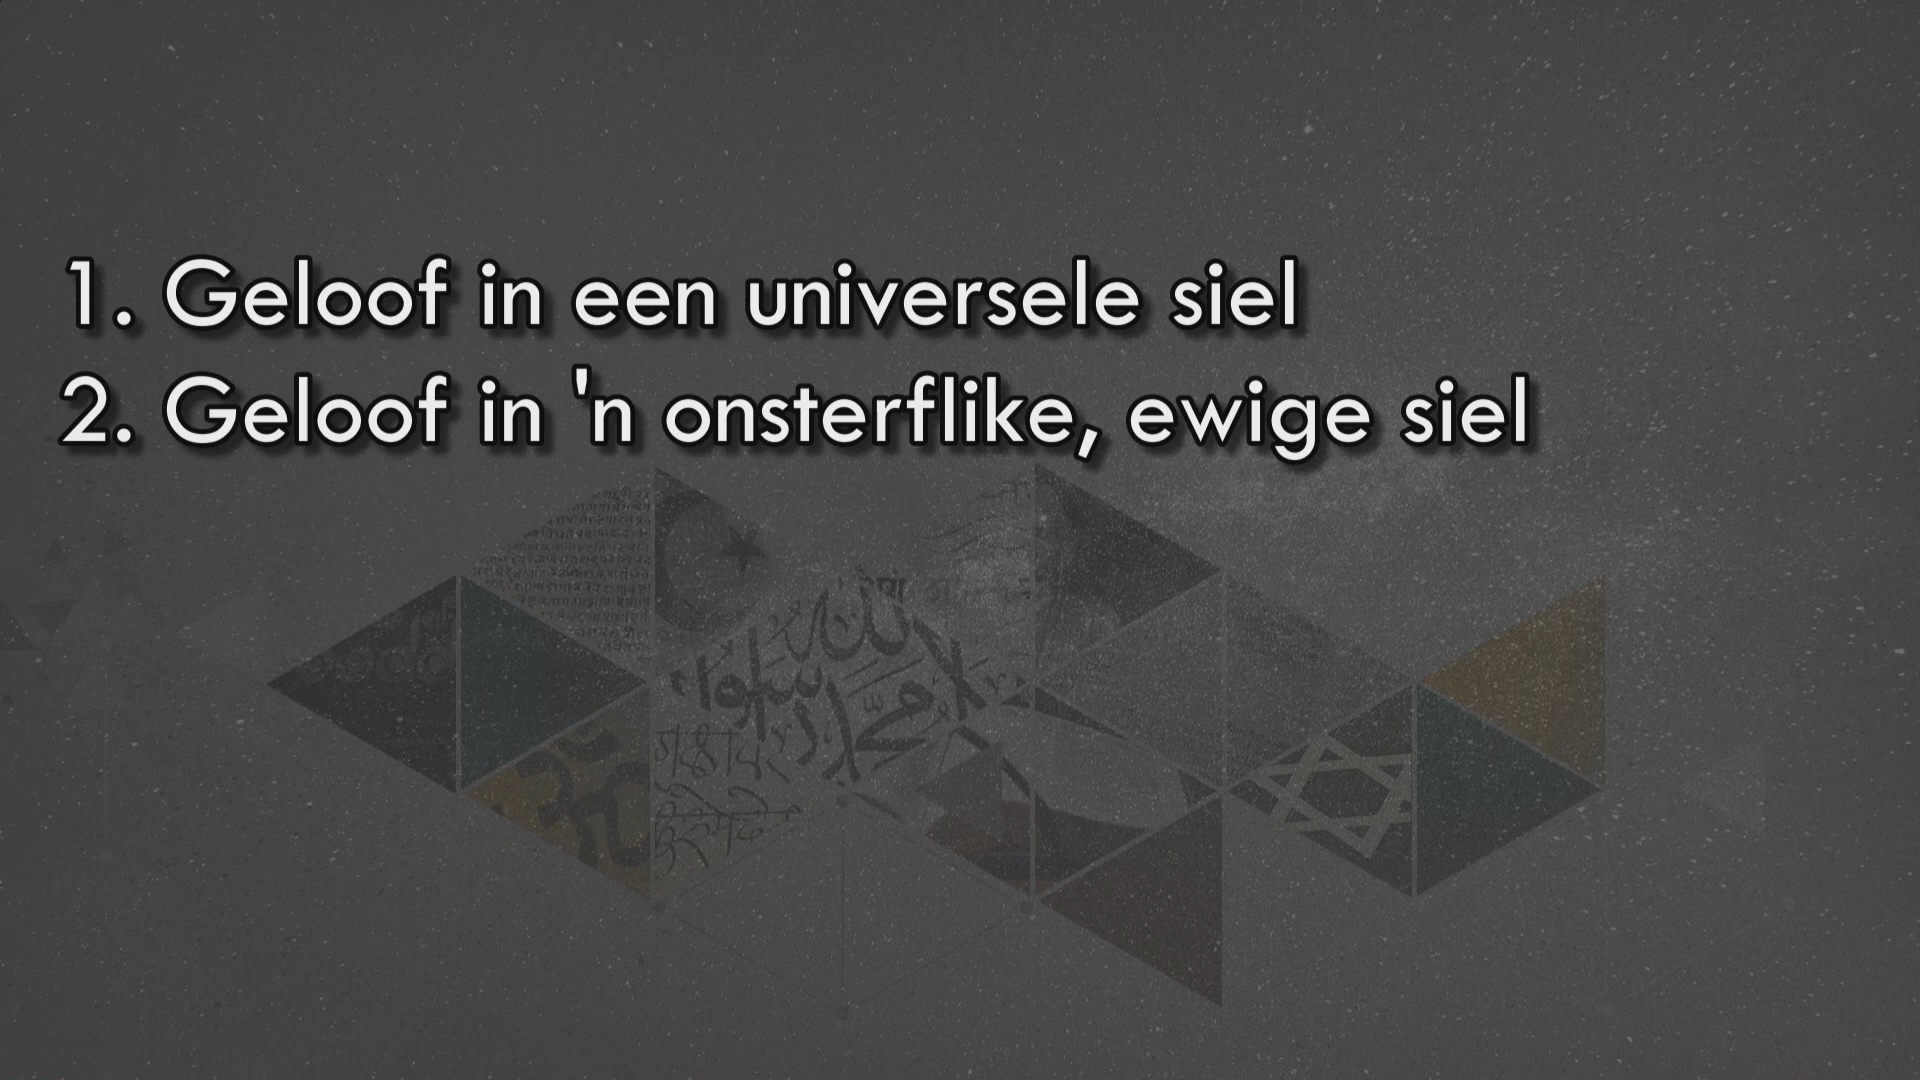 1. Geloof in een universele siel
2. Geloof in 'n onsterflike, ewige siel